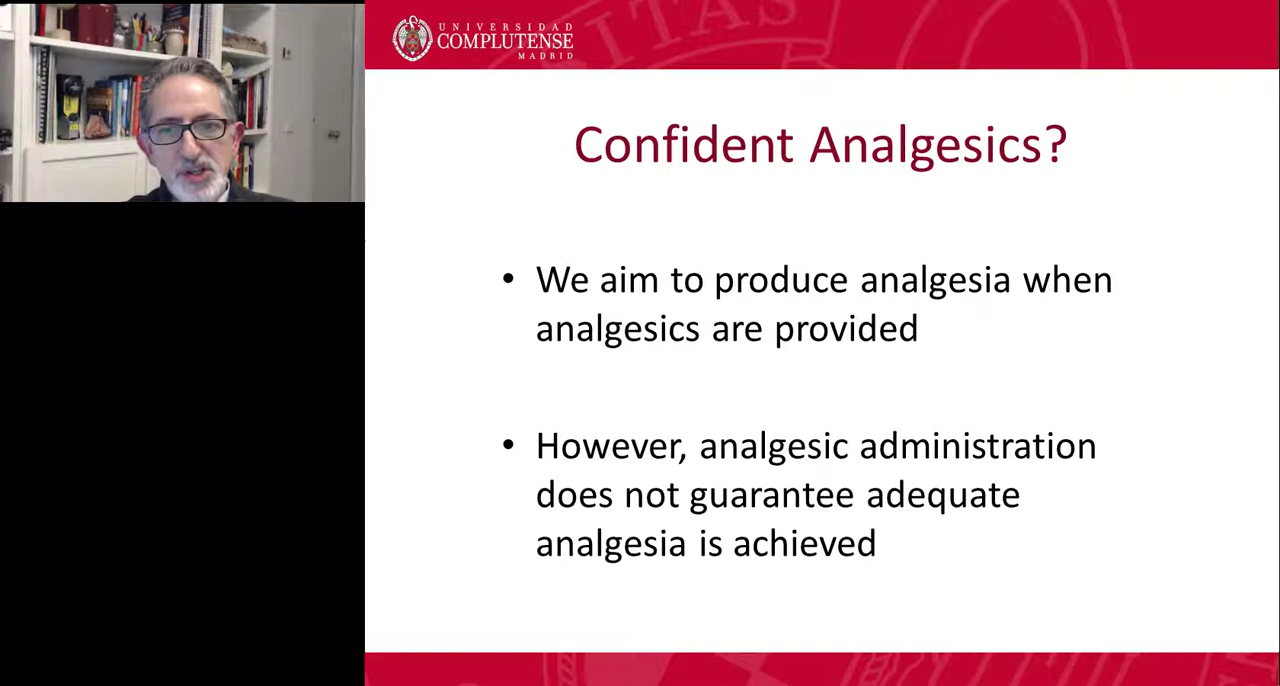 UNIVERSIDAD
COMPLUTENSE
MADRID
Confident Analgesics?
• We aim to produce analgesia when
analgesics are provided
• However, analgesic administration
does not guarantee adequate
analgesia is achieved